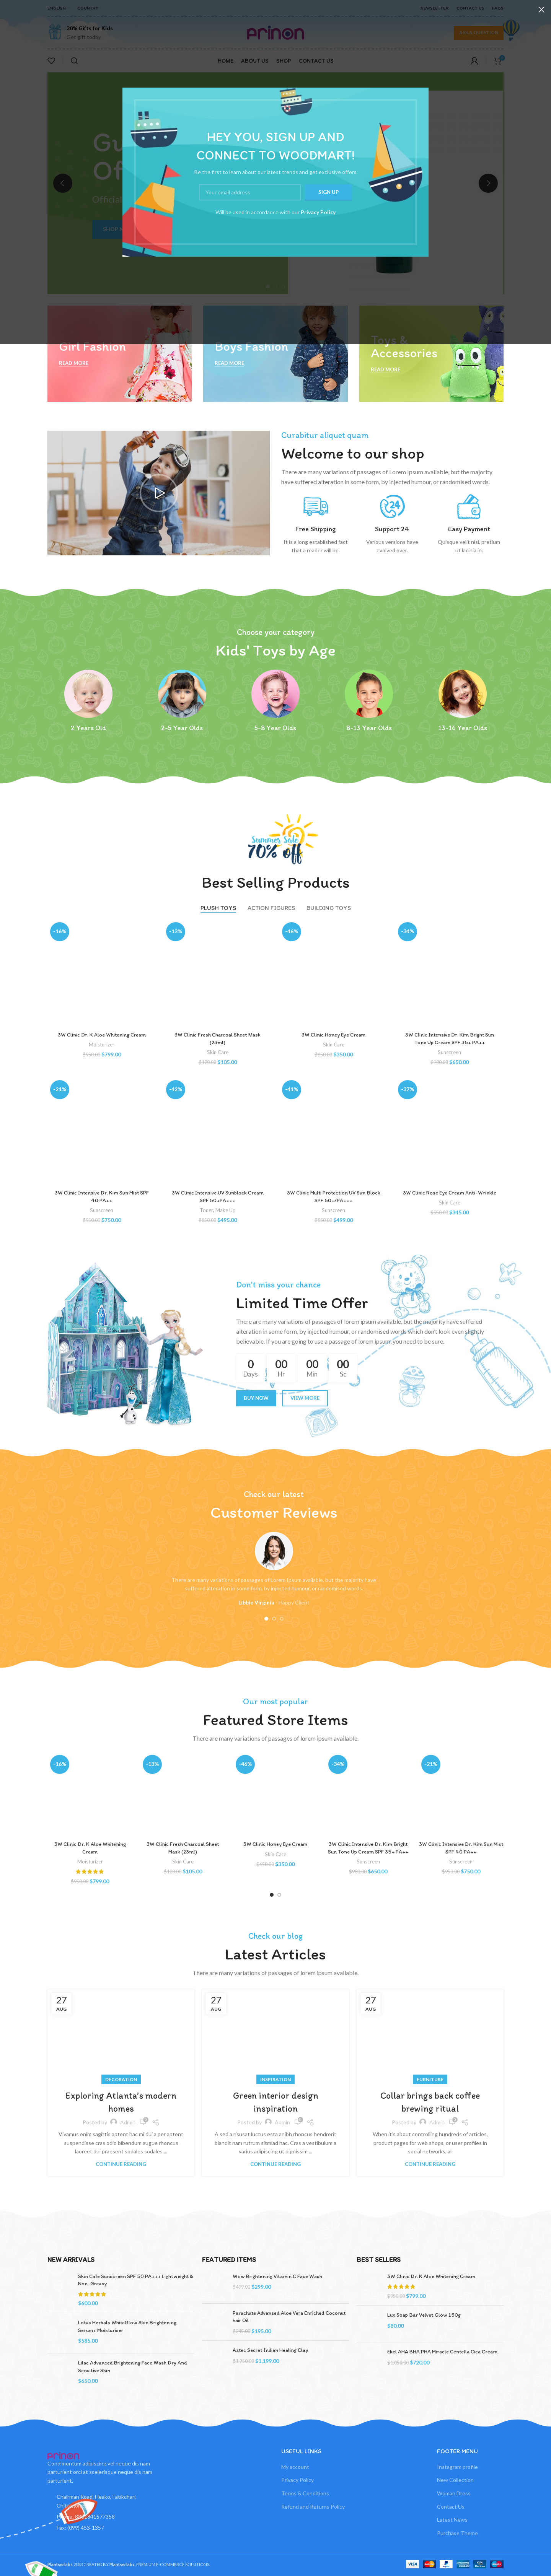 ENGLISH
COUNTRY
NEWSLETTER
CONTACT US
FAQS
20% Gifts for Kids
Get gift today
prinon
HOME
ABOUT US
SHOP
CONTACT US
HEY YOU, SIGN UP AND
CONNECT TO WOODMART!
Be the first to learn about our latest trends and get exclusive offers
Your email address
SIGN UP
Will be used in accordance with our Privacy Policy
Girl Fashion
READ MORE
Boys Fashion
READ MORE
Toys &
Accessories
READ MORE
Curabitur aliquet quam
Welcome to our shop
There are many variations of passages of Lorem Ipsum available, but the majority
have suffered alteration in some form, by injected humour, or randomised words.
Free Shipping
It is a long established fact
that a reader will be.
Support 24
Various versions have
evolved over.
Easy Payment
Quisque velit nisi, pretium
ut lacinia in.
Choose your category
Kids' Toys by Age
2 Years Old
2-5 Year Olds
5-8 Year Olds
8-13 Year Olds
13-16 Year Olds
Summer Sale
70% off
Best Selling Products
PLUSH TOYS
ACTION FIGURES
BUILDING TOYS
-16%
-13%
-46%
-34%
3W Clinic Dr. K Aloe Whitening Cream
Moisturizer
$950.00 $799.00
3W Clinic Fresh Charcoal Sheet Mask
(23ml)
Skin Care
$120.00 $105.00
3W Clinic Honey Eye Cream
Skin Care
$650.00 $350.00
3W Clinic Intensive Dr. Kim Bright Sun
Tone Up Cream SPF 35+ PA++
Sunscreen
$980.00 $650.00
-21%
-42%
-41%
-37%
3W Clinic Intensive Dr. Kim Sun Mist SPF
40 PA++
Sunscreen
$950.00 $750.00
3W Clinic Intensive UV Sunblock Cream
SPF 50+PA+++
Toner, Make Up
$850.00 $495.00
3W Clinic Multi Protection UV Sun Block
SPF 50+/PA+++
Sunscreen
$850.00 $499.00
3W Clinic Rose Eye Cream Anti-Wrinkle
Skin Care
$550.00 $345.00
Don't miss your chance
Limited Time Offer
There are many variations of passages of Lorem Ipsum available, but the majority have suffered
alteration in some form, by injected humour, or randomised words which don't look even slightly
believable. If you are going to use a passage of lorem Ipsum, you need to be sure.
0
Days
00
Hr
00
Min
00
Sc
BUY NOW
VIEW MORE
Check our latest
Customer Reviews
There are many variations of passages of Lorem Ipsum available, but the majority have
suffered alteration in some form, by injected humour, or randomised words.
Libbie Virginia - Happy Client
Our most popular
Featured Store Items
There are many variations of passages of lorem ipsum available.
-16%
-13%
-46%
-34%
-21%
3W Clinic Dr. K Aloe Whitening
Cream
Moisturizer
$950.00 $799.00
3W Clinic Fresh Charcoal Sheet
Mask (23ml)
Skin Care
$120.00 $105.00
3W Clinic Honey Eye Cream
Skin Care
$650.00 $350.00
3W Clinic Intensive Dr. Kim Bright
Sun Tone Up Cream SPF 35+ PA++
Sunscreen
$980.00 $650.00
3W Clinic Intensive Dr. Kim Sun Mist
SPF 40 PA++
Sunscreen
$950.00 $750.00
Check our blog
Latest Articles
There are many variations of passages of lorem ipsum available.
27
AUG
DECORATION
Exploring Atlanta's modern
homes
Posted by Admin
Vivamus enim sagittis aptent hac mi dui a per aptent
suspendisse cras odio bibendum augue rhoncus
laoreet dui praesent sodales sodales....
CONTINUE READING
27
AUG
INSPIRATION
Green interior design
inspiration
Posted by Admin
A sed a risusat luctus esta anibh rhoncus hendrerit
blandit nam rutrum sitmiad hac. Cras a vestibulum a
varius adipiscing ut dignissim ...
CONTINUE READING
27
AUG
FURNITURE
Collar brings back coffee
brewing ritual
Posted by Admin
When it's about controlling hundreds of articles,
product pages for web shops, or user profiles in
social networks, all
CONTINUE READING
NEW ARRIVALS
Skin Cafe Sunscreen SPF 50 PA+++ Lightweight &
Non-Greasy
$600.00
Lotus Herbals WhiteGlow Skin Brightening
Serum+ Moisturiser
$585.00
Lilac Advanced Brightening Face Wash Dry And
Sensitive Skin
$650.00
FEATURED ITEMS
Wow Brightening Vitamin C Face Wash
$499.00 $299.00
Parachute Advansed Aloe Vera Enriched Coconut
hair Oil
$245.00 $195.00
Aztec Secret Indian Healing Clay
$1,750.00 $1,199.00
BEST SELLERS
3W Clinic Dr. K Aloe Whitening Cream
$950.00 $799.00
Lux Soap Bar Velvet Glow 150g
$80.00
Ekel AHA BHA PHA Miracle Centella Cica Cream
$1,050.00 $720.00
prinon
Condimentum adipiscing vel neque dis nam
parturient orci at scelerisque neque dis nam
parturient.
Chairman Road, Heako, Fatikchari,
Fax: (099) 453-1357
USEFUL LINKS
My account
Privacy Policy
Terms & Conditions
Refund and Returns Policy
FOOTER MENU
Instagram profile
New Collection
Woman Dress
Contact Us
Latest News
Purchase Theme